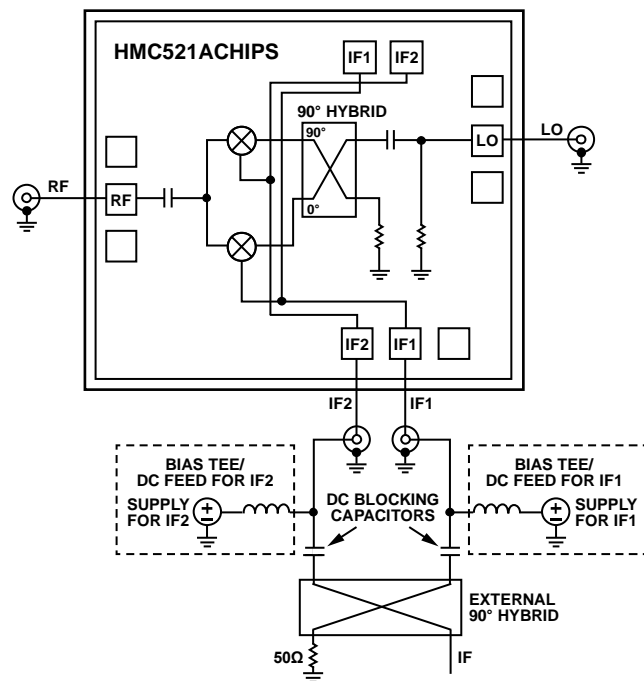 HMC521ACHIPS
IF1
IF2
90° HYBRID
90°
0°
LO
LO
RF
RF
IF2
IF1
IF2
IF1
BIAS TEE/
DC FEED FOR IF2
SUPPLY
FOR IF2
DC BLOCKING
CAPACITORS
BIAS TEE/
DC FEED FOR IF1
SUPPLY
FOR IF1
EXTERNAL
90° HYBRID
50Ω
IF